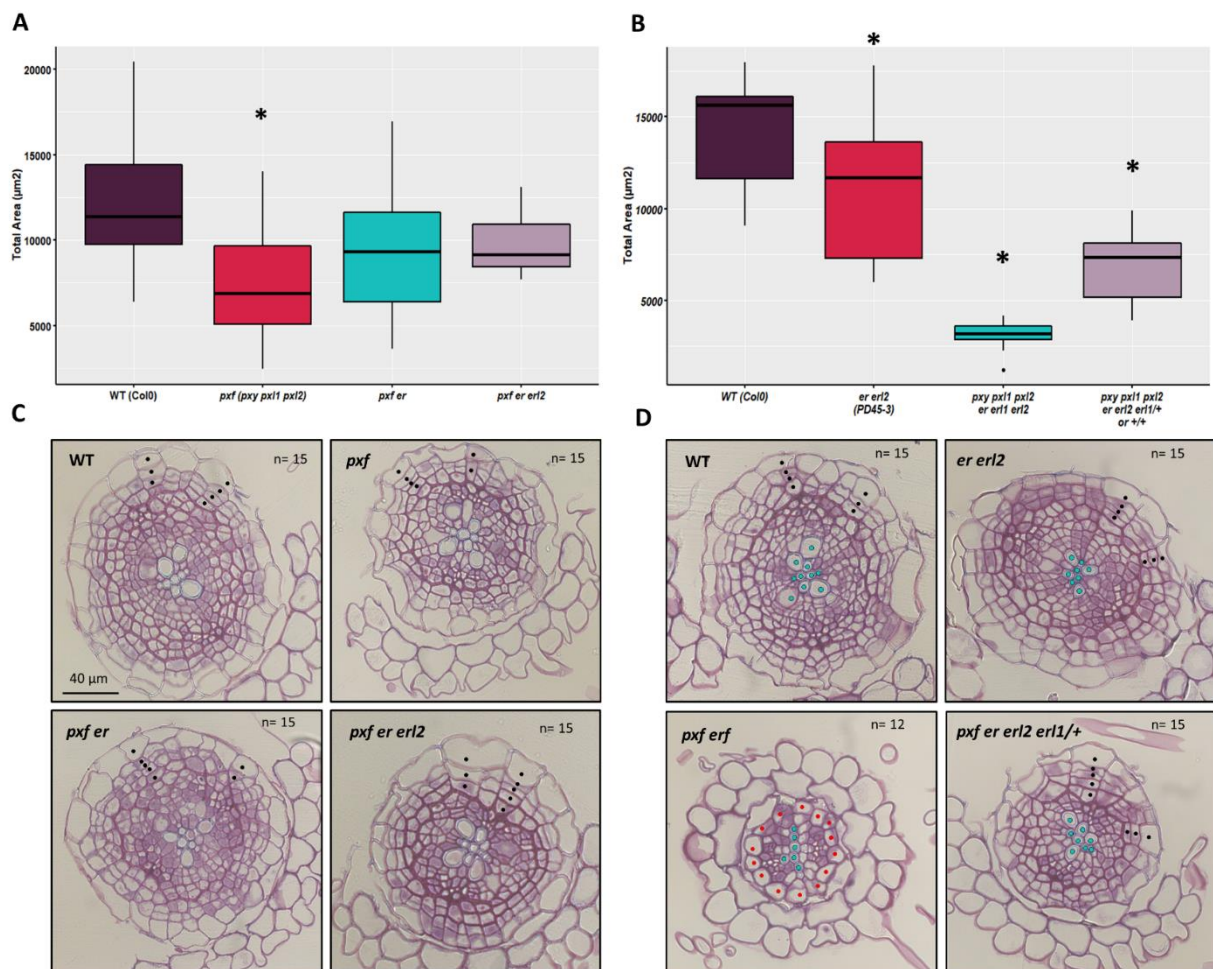 A
Total Area (µm2)
20000
15000
10000
5000
*
WT (Col0)
pxf (pxy pxl1 pxl2)
pxf er
pxf er erl2
B
Total Area (µm2)
15000
10000
5000
*
*
*
WT (Col0)
er erl2
(PD45-3)
pxy pxl1 pxl2
er erl1 erl2
pxy pxl1 pxl2
er erl2 erl1/+
or +/+
C
WT
n= 15
40 µm
pxf
n= 15
pxf er
n= 15
pxf er erl2
n= 15
D
WT
n= 15
er erl2
n= 15
pxf erf
n= 12
pxf er erl2 erl1/+
n= 15